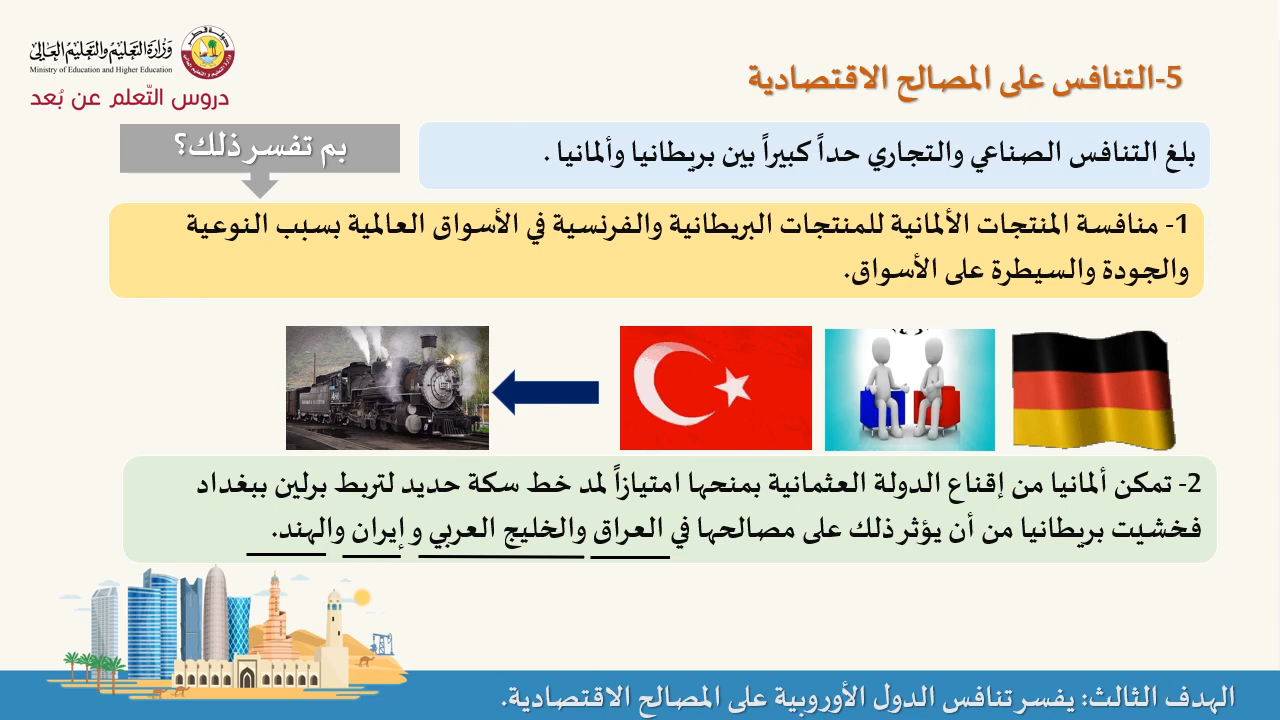 وزارة التعليم والتعليم العالي
Ministry of Education and Higher Education
دروس التّعلم عن بُعد
5-التنافس على المصالح الاقتصادية
بلغ التنافس الصناعي والتجاري حداً كبيراً بين بريطانيا وألمانيا .
بم تفسر ذلك؟
1- منافسة المنتجات الألمانية للمنتجات البريطانية والفرنسية في الأسواق العالمية بسبب النوعية
والجودة والسيطرة على الأسواق.
2- تمكن ألمانيا من إقناع الدولة العثمانية بمنحها امتيازاً لمد خط سكة حديد لتربط برلين ببغداد
فخشيت بريطانيا من أن يؤثر ذلك على مصالحها في العراق والخليج العربي و إيران والهند.
الهدف الثالث: يفسر تنافس الدول الأوروبية على المصالح الاقتصادية.